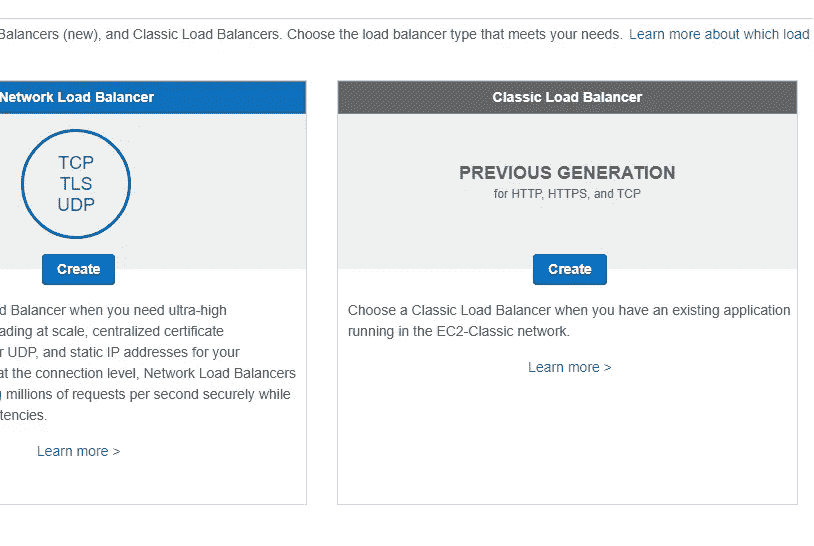 Balancers (new), and Classic Load Balancers. Choose the load balancer type that meets your needs. Learn more about which load
Network Load Balancer
TCP
TLS
UDP
Create
d Balancer when you need ultra-high
ading at scale, centralized certificate
r UDP, and static IP addresses for your
at the connection level, Network Load Balancers
millions of requests per second securely while
tencies.
Learn more >
Classic Load Balancer
PREVIOUS GENERATION
for HTTP, HTTPS, and TCP
Create
Choose a Classic Load Balancer when you have an existing application
running in the EC2-Classic network.
Learn more >